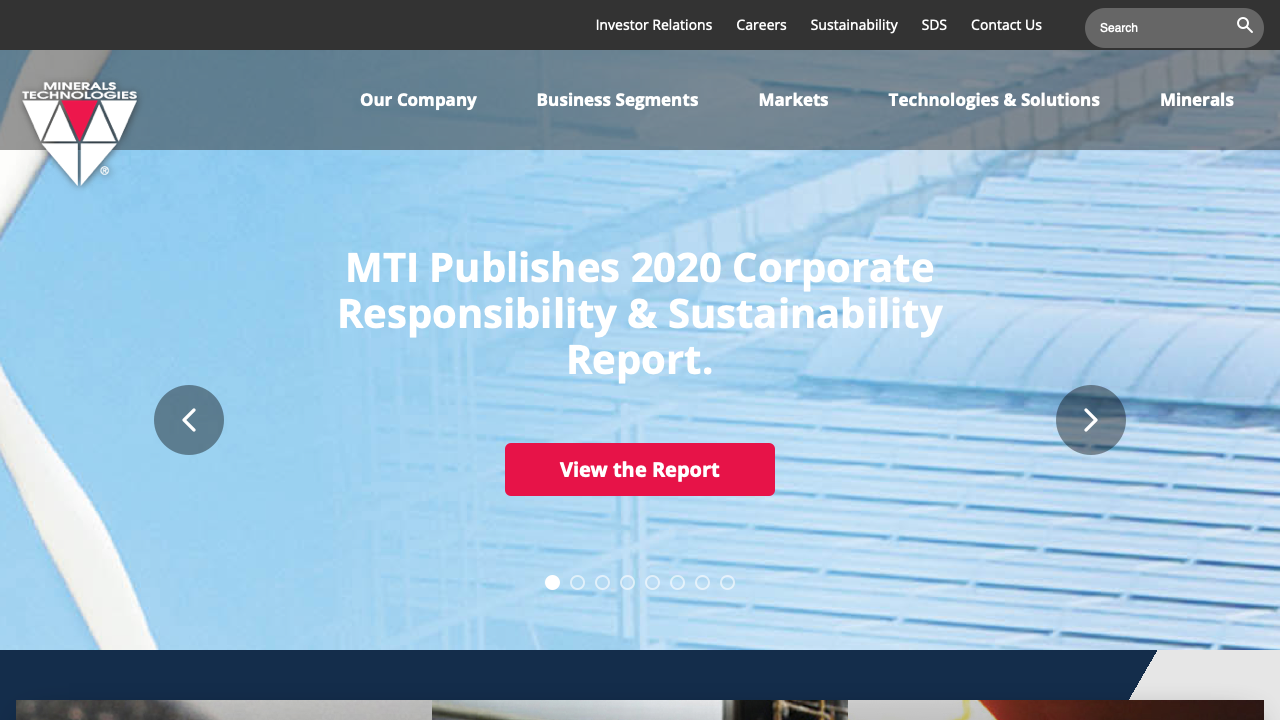 Investor Relations Careers Sustainability SDS Contact Us Search
MINERALS
TECHNOLOGIES
®
Our Company Business Segments Markets Technologies & Solutions Minerals
MTI Publishes 2020 Corporate
Responsibility & Sustainability
Report.
View the Report